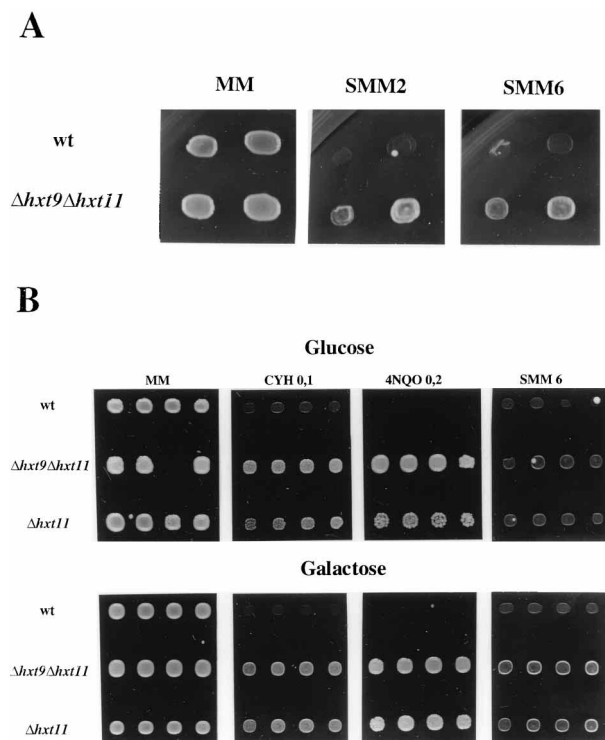 A
MM SMM2 SMM6
wt
Δhxt9Δhxt11
B
Glucose
MM CYH 0,1 4NQO 0,2 SMM 6
wt
Δhxt9Δhxt11
Δhxt11
Galactose
wt
Δhxt9Δhxt11
Δhxt11